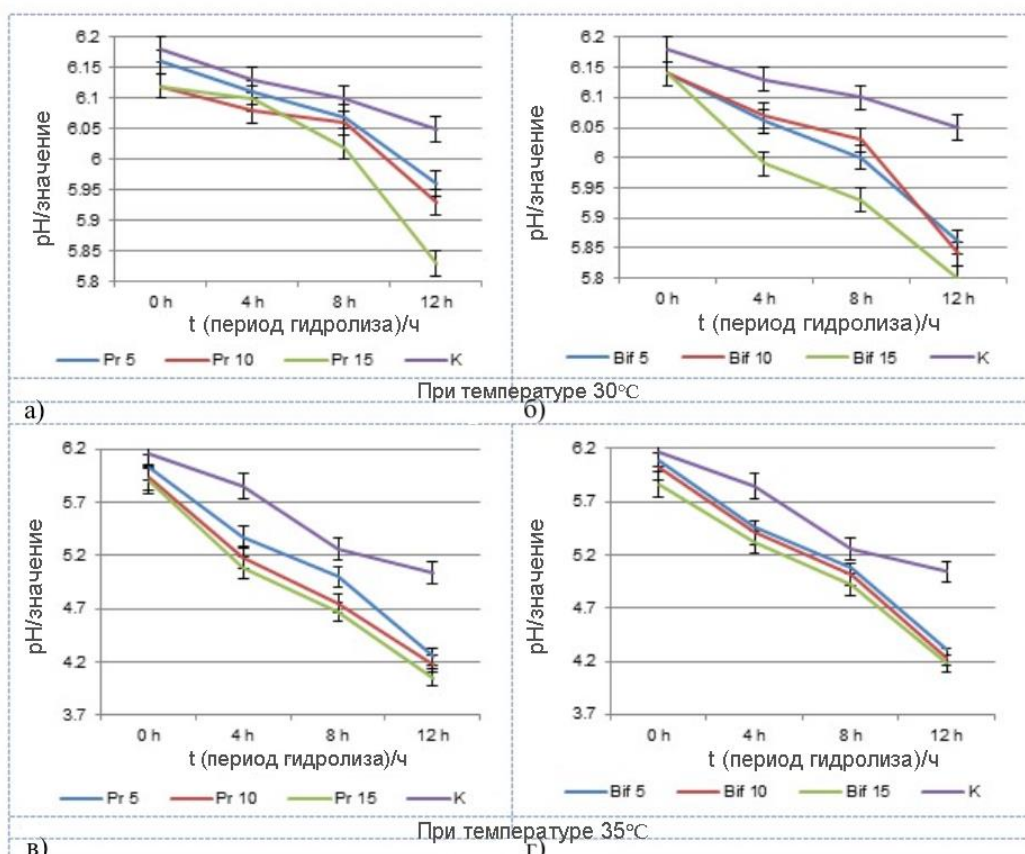 6.2
6.15
6.1
6.05
6
5.95
5.9
5.85
5.8
pH/значение
0 h 4 h 8 h 12 h
t (период гидролиза)/ч
Pr 5 Pr 10 Pr 15 K
6.2
6.15
6.1
6.05
6
5.95
5.9
5.85
5.8
pH/значение
0 h 4 h 8 h 12 h
t (период гидролиза)/ч
Bif 5 Bif 10 Bif 15 K
При температуре 30°C
а) б)
6.2
5.7
5.2
4.7
4.2
3.7
pH/значение
0 h 4 h 8 h 12 h
t (период гидролиза)/ч
Pr 5 Pr 10 Pr 15 K
6.2
5.7
5.2
4.7
4.2
3.7
pH/значение
0 h 4 h 8 h 12 h
t (период гидролиза)/ч
Bif 5 Bif 10 Bif 15 K
При температуре 35°C
в) г)